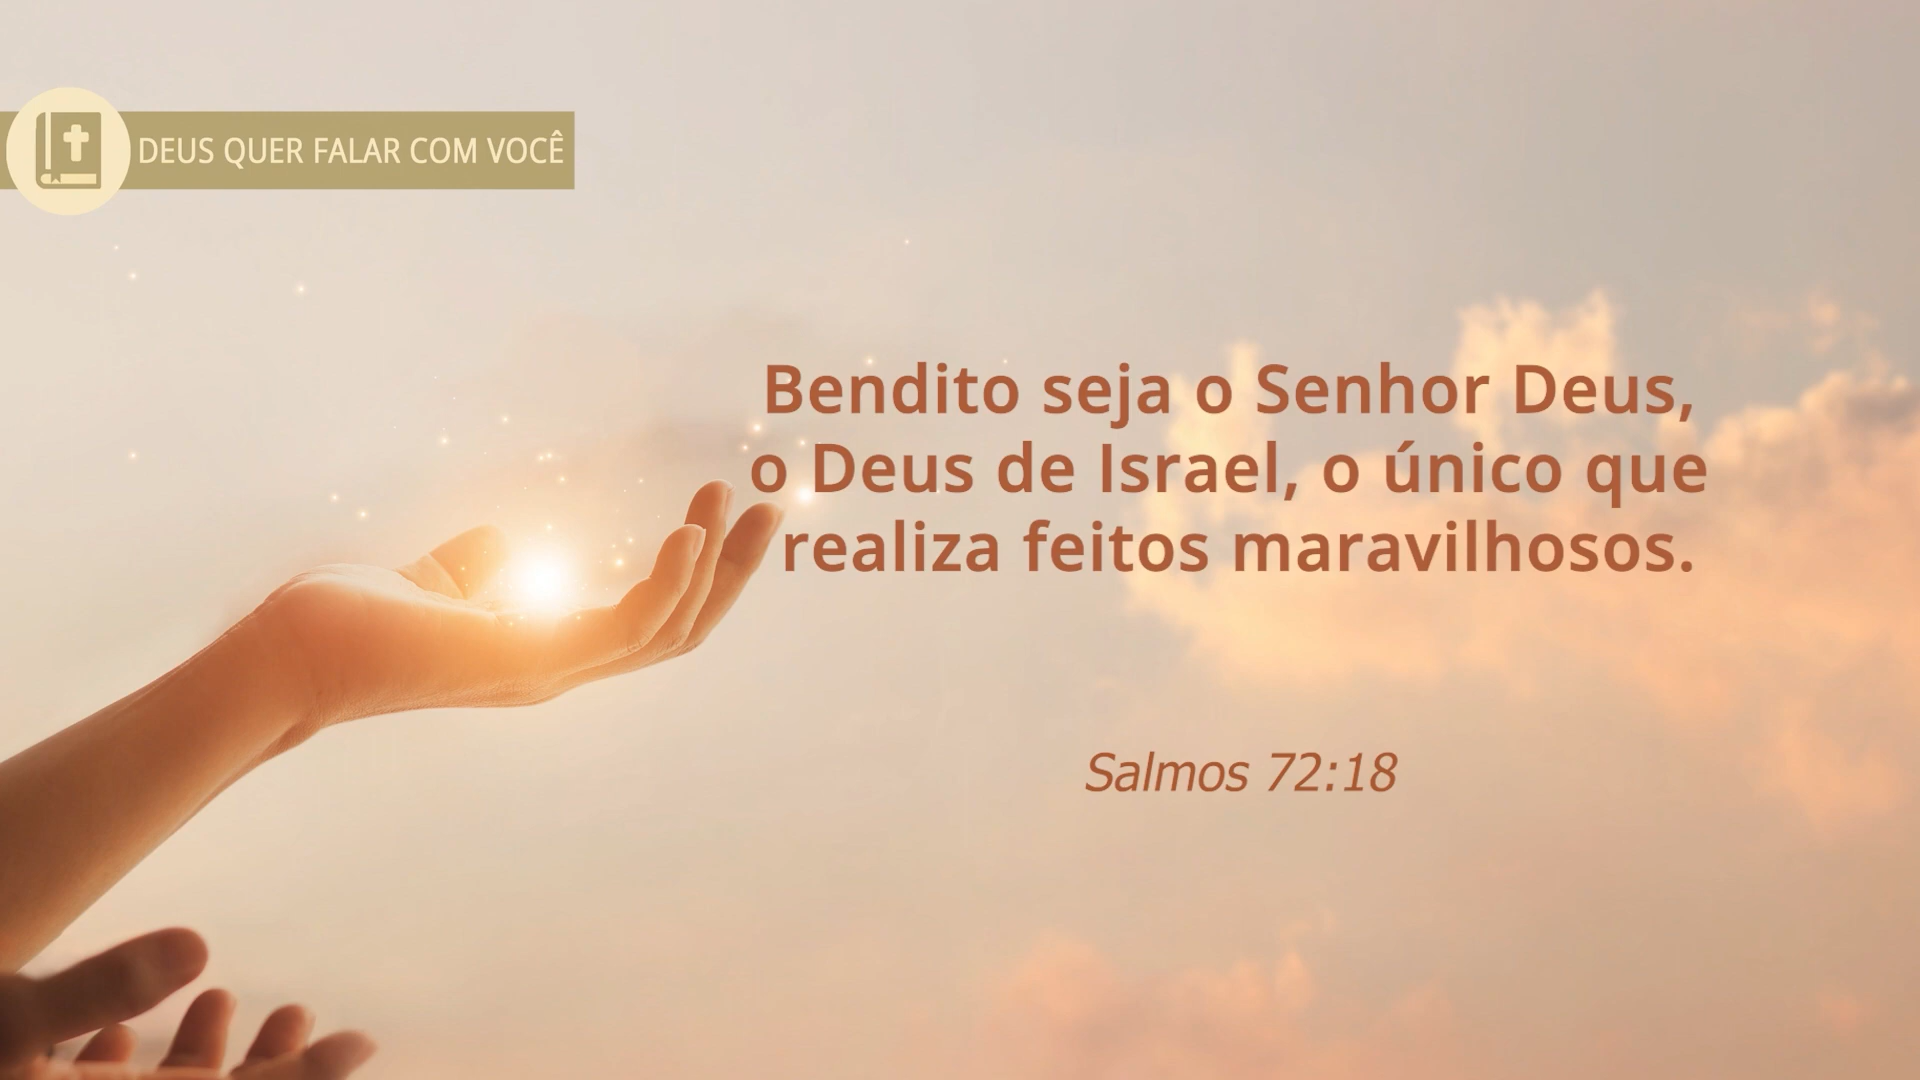 DEUS QUER FALAR COM VOCÊ
Bendito seja o Senhor Deus,
o Deus de Israel, o único que
realiza feitos maravilhosos.
Salmos 72:18